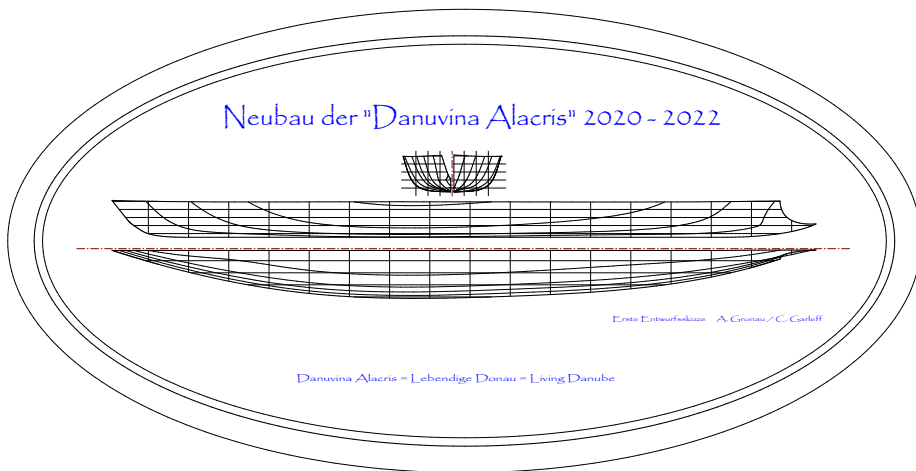 Neubau der "Danuvina Alacris" 2020 - 2022
Erste Entwurfsskizze A. Gronau / C. Garleff
Danuvina Alacris = Lebendige Donau = Living Danube